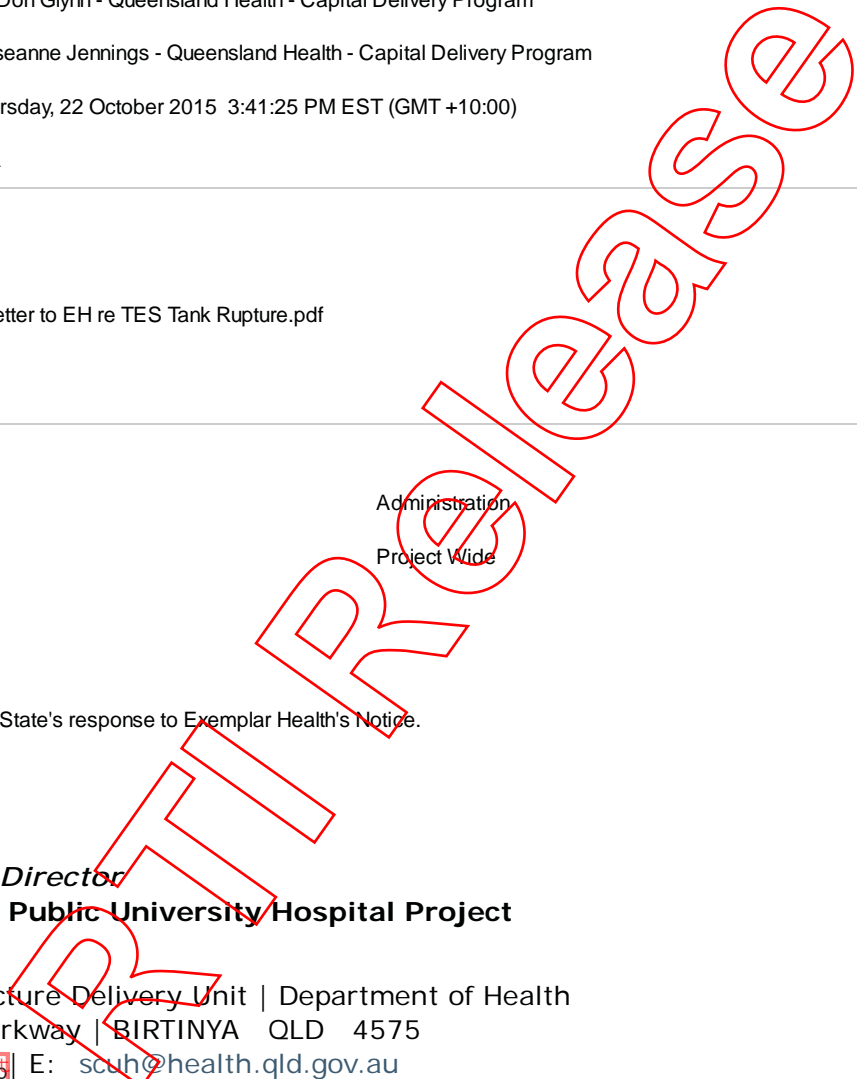 Don Glynn - Queensland Health - Capital Delivery Program
seanne Jennings - Queensland Health - Capital Delivery Program
rsday, 22 October 2015 3:41:25 PM EST (GMT +10:00)
etter to EH re TES Tank Rupture.pdf
Administration
Project Wide
State's response to Exemplar Health's Notice.
Director
Public University Hospital Project
cture Delivery Unit | Department of Health
rkway | BIRTINYA QLD 4575
| E: scuh@health.qld.gov.au
RTI Release